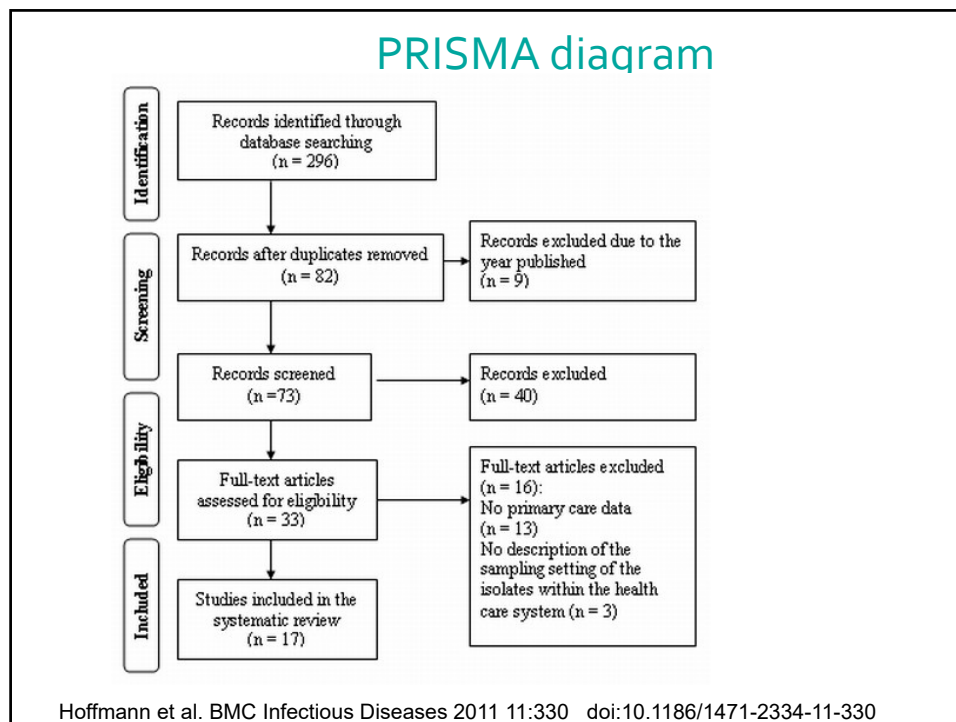 PRISMA diagram
Identification
Records identified through
database searching
(n = 296)
Screening
Records after duplicates removed
(n = 82)
Records excluded due to the
year published
(n = 9)
Records screened
(n =73)
Records excluded
(n = 40)
Eligibility
Full-text articles
assessed for eligibility
(n = 33)
Full-text articles excluded
(n = 16):
No primary care data
(n = 13)
No description of the
sampling setting of the
isolates within the health
care system (n = 3)
Included
Studies included in the
systematic review
(n = 17)
Hoffmann et al. BMC Infectious Diseases 2011 11:330 doi:10.1186/1471-2334-11-330